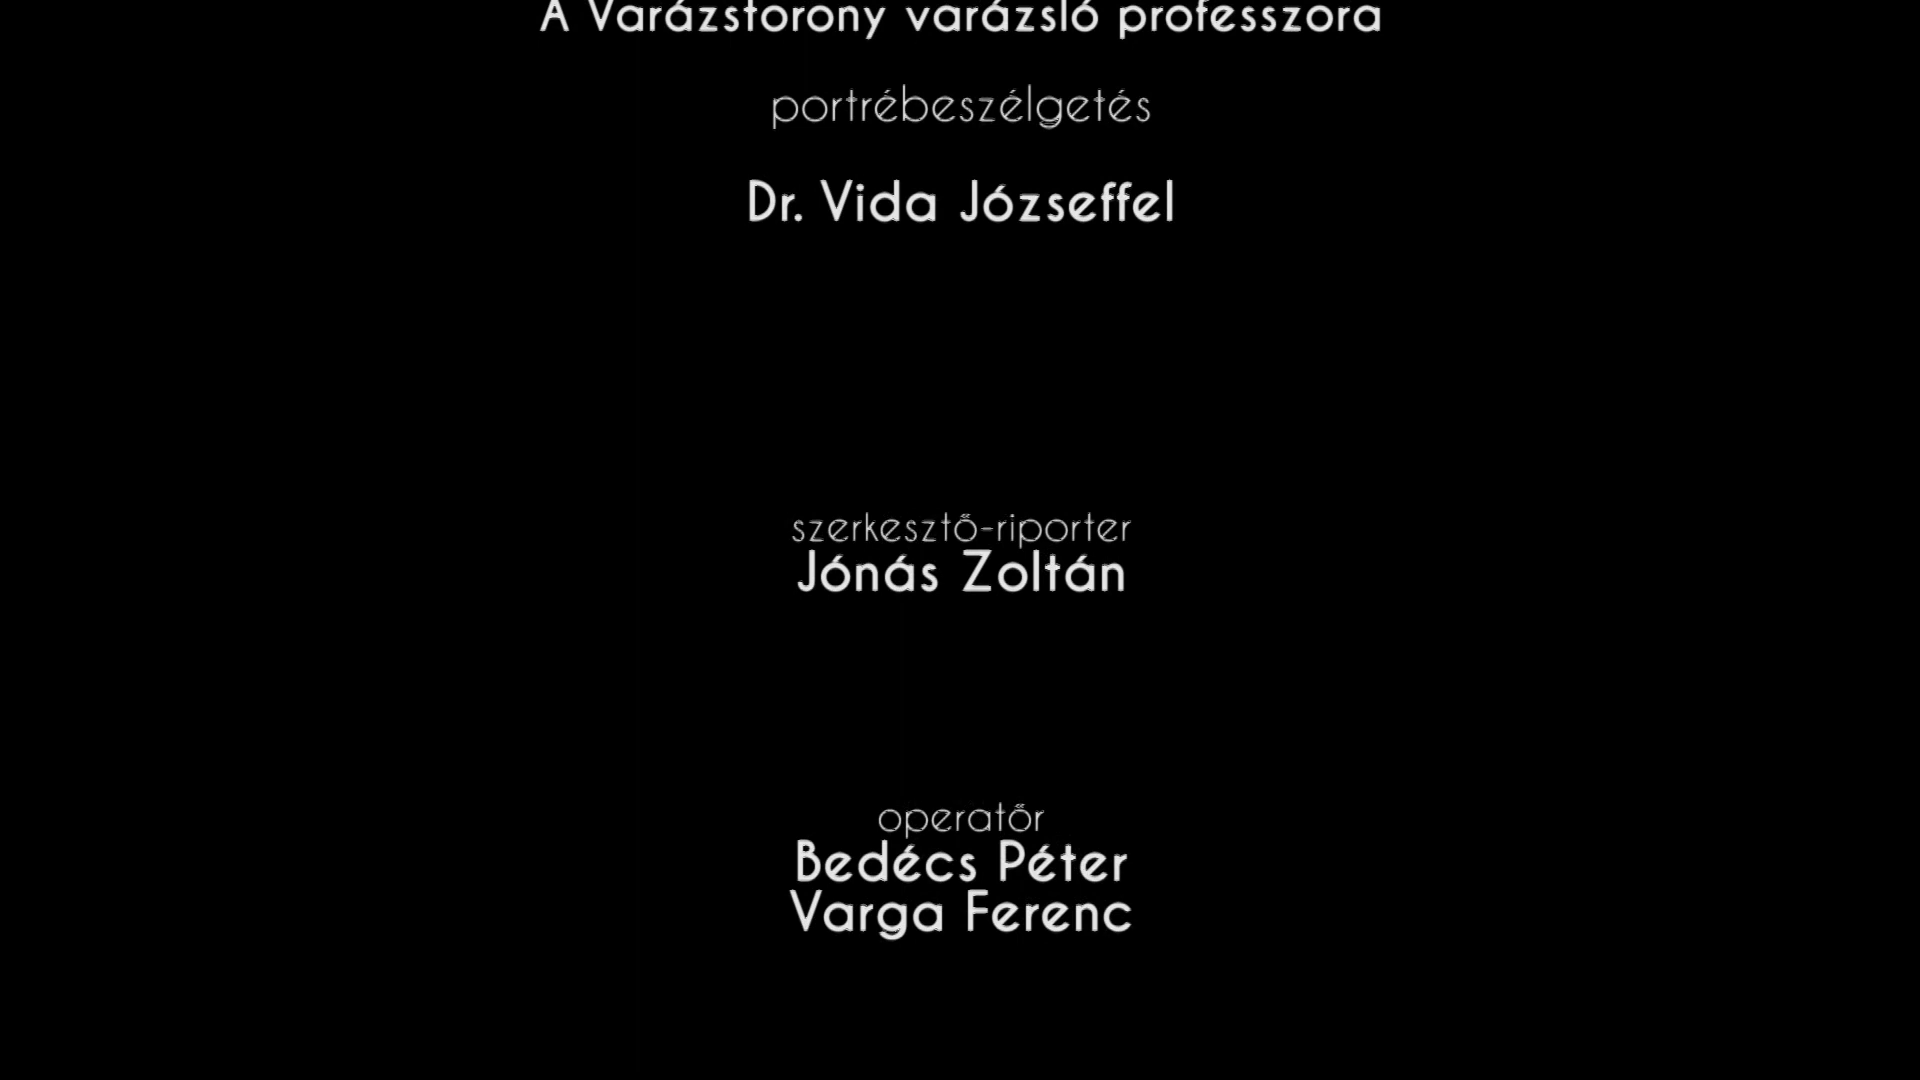 A Varázstorony varázsló professzora
portrébeszélgetés
Dr. Vida Józseffel
szerkesztő-riporter
Jónás Zoltán
operatőr
Bedécs Péter
Varga Ferenc